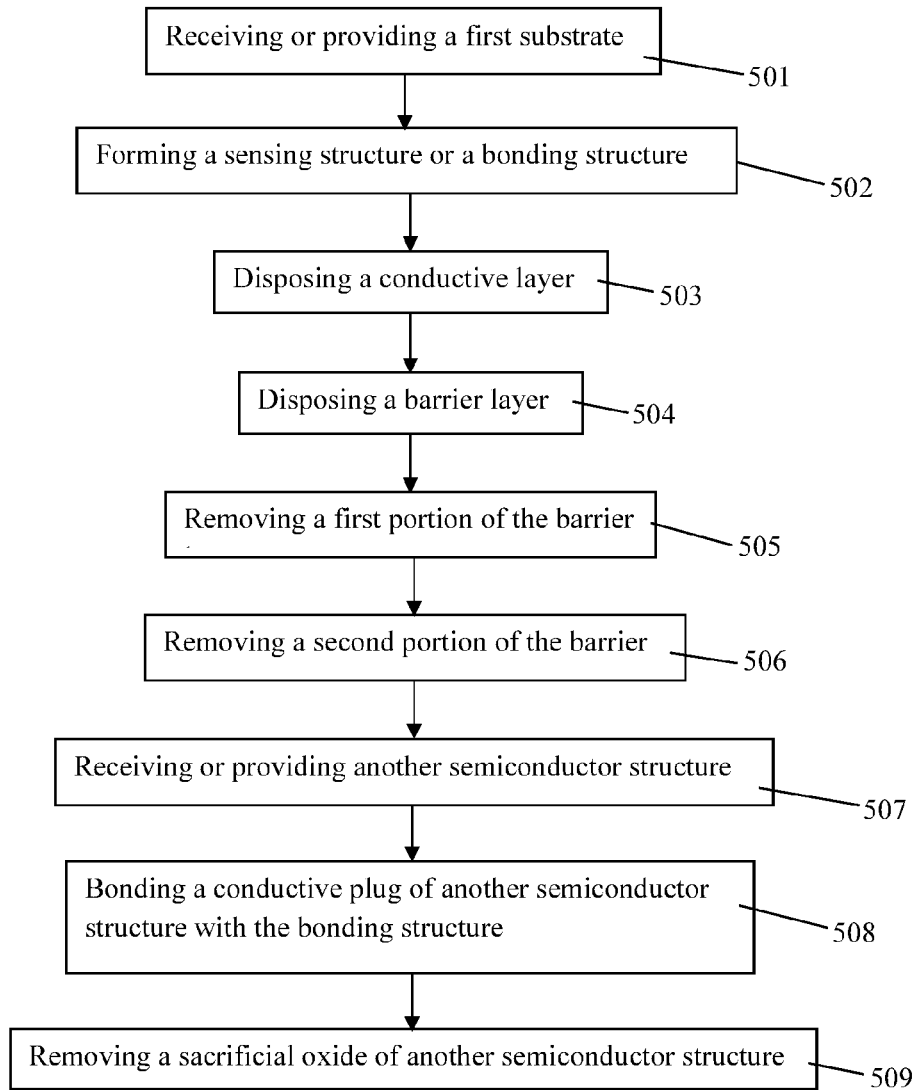 Receiving or providing a first substrate
501
Forming a sensing structure or a bonding structure
502
Disposing a conductive layer
503
Disposing a barrier layer
504
Removing a first portion of the barrier
505
Removing a second portion of the barrier
506
Receiving or providing another semiconductor structure
507
Bonding a conductive plug of another semiconductor
structure with the bonding structure
508
Removing a sacrificial oxide of another semiconductor structure
509